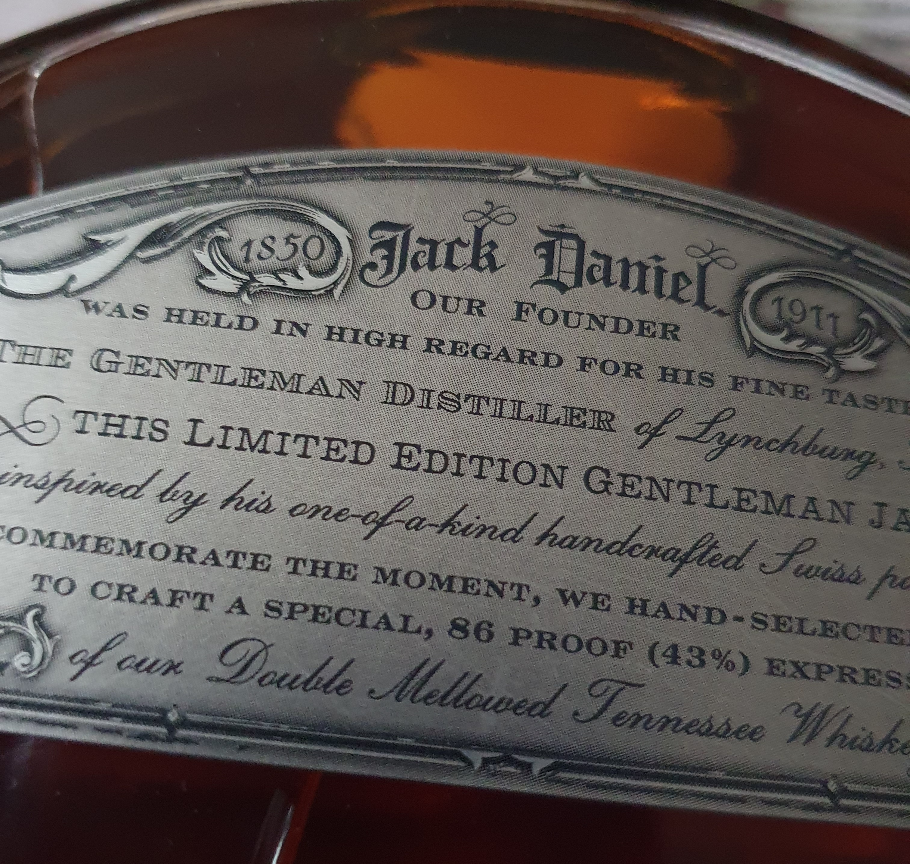 1850 Jack Daniel 1911
OUR FOUNDER
WAS HELD IN HIGH REGARD FOR HIS FINE TASTE
THE GENTLEMAN DISTILLER of Lynchburg,
THIS LIMITED EDITION GENTLEMAN JA
inspired by his one-of-a-kind handcrafted Swiss po
COMMEMORATE THE MOMENT, WE HAND-SELECTE
TO CRAFT A SPECIAL, 86 PROOF (43%) EXPRESS
of our Double Mellowed Tennessee Whiskey